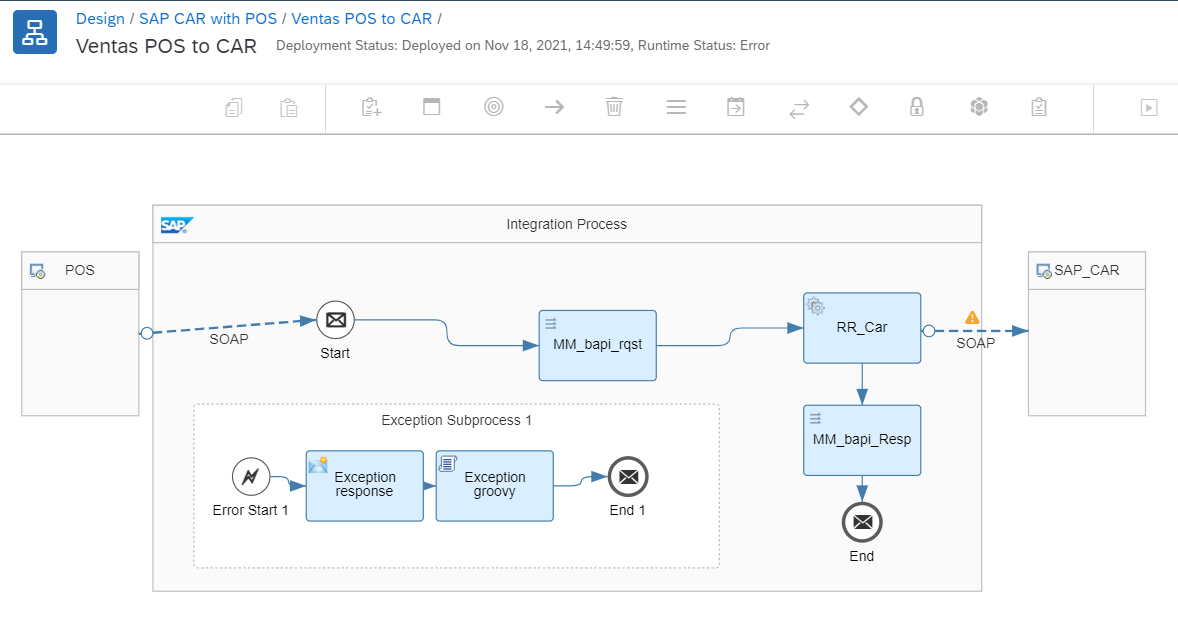 Design / SAP CAR with POS / Ventas POS to CAR /
Ventas POS to CAR Deployment Status: Deployed on Nov 18, 2021, 14:49:59, Runtime Status: Error
SAP
Integration Process
POS
SAP_CAR
SOAP
Start
MM_bapi_rqst
RR_Car
SOAP
Exception Subprocess 1
MM_bapi_Resp
Error Start 1
Exception
response
Exception
groovy
End 1
End